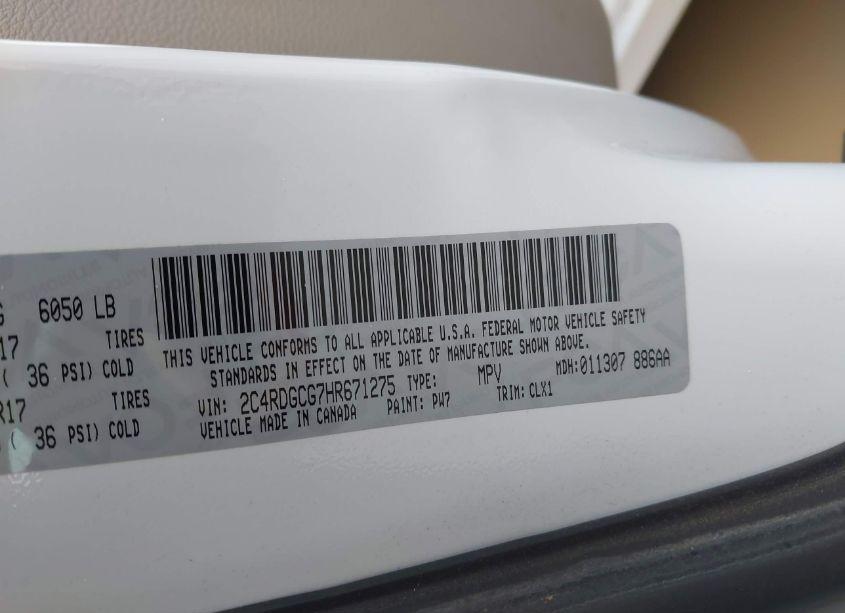 6050 LB
17 TIRES
( 36 PSI) COLD
R17 TIRES
( 36 PSI) COLD
THIS VEHICLE CONFORMS TO ALL APPLICABLE U.S.A. FEDERAL MOTOR VEHICLE SAFETY
STANDARDS IN EFFECT ON THE DATE OF MANUFACTURE SHOWN ABOVE.
VIN: 2C4RDGCG7HR671275 TYPE: MPV MDH:011307 886AA
VEHICLE MADE IN CANADA PAINT: PW7 TRIM: CLX1